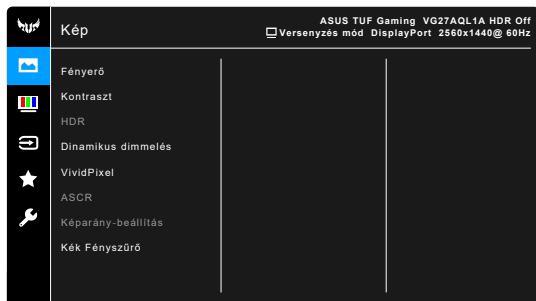 Kép
ASUS TUF Gaming VG27AQL1A HDR Off
Versenyzés mód DisplayPort 2560x1440@ 60Hz
Fényerő
Kontraszt
HDR
Dinamikus dimmelés
VividPixel
ASCR
Képarány-beállítás
Kék Fényszűrő